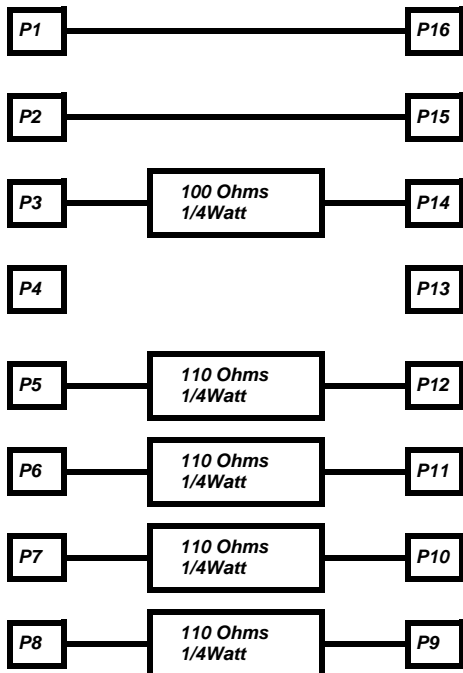 P1 P16
P2 P15
P3 100 Ohms P14
1/4Watt
P4 P13
P5 110 Ohms P12
1/4Watt
P6 110 Ohms P11
1/4Watt
P7 110 Ohms P10
1/4Watt
P8 110 Ohms P9
1/4Watt